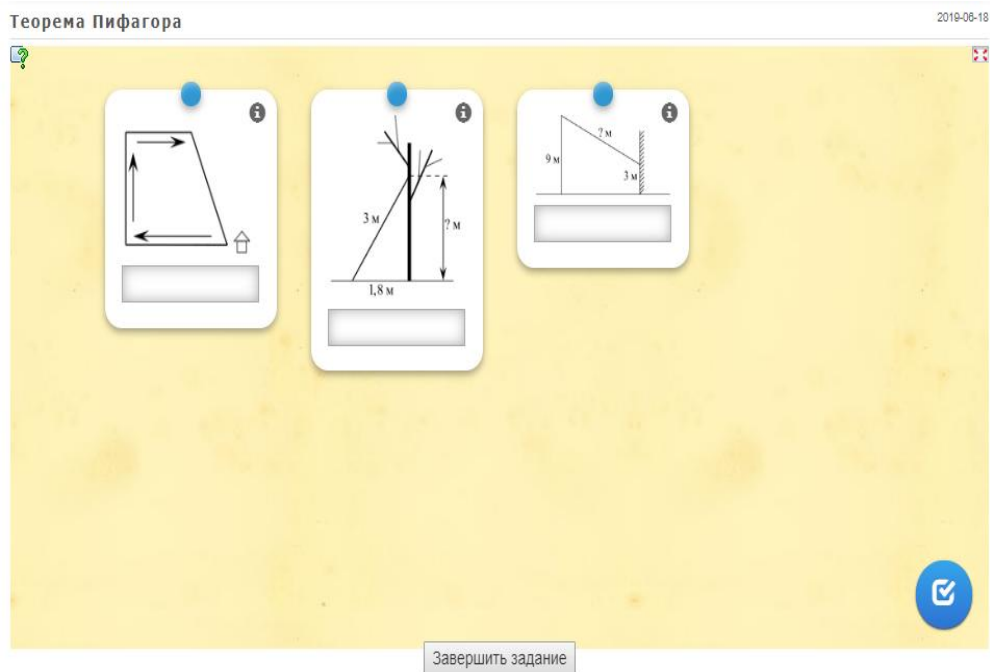 Теорема Пифагора
2019-06-18
3 м
? м
1,8 м
? м
9 м
3 м
Завершить задание